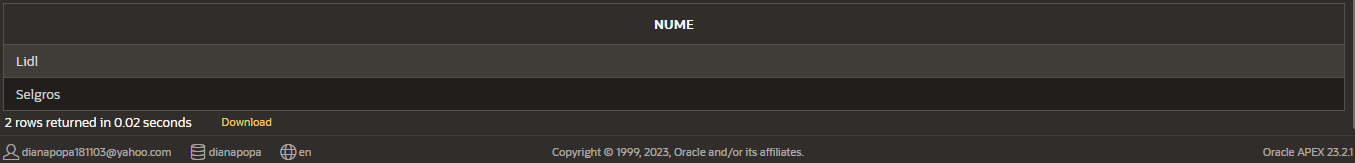 NUME
Lidl
Selgros
2 rows returned in 0.02 seconds Download
dianapopa181103@yahoo.com dianapopa en Copyright © 1999, 2023, Oracle and/or its affiliates. Oracle APEX 23.2.1